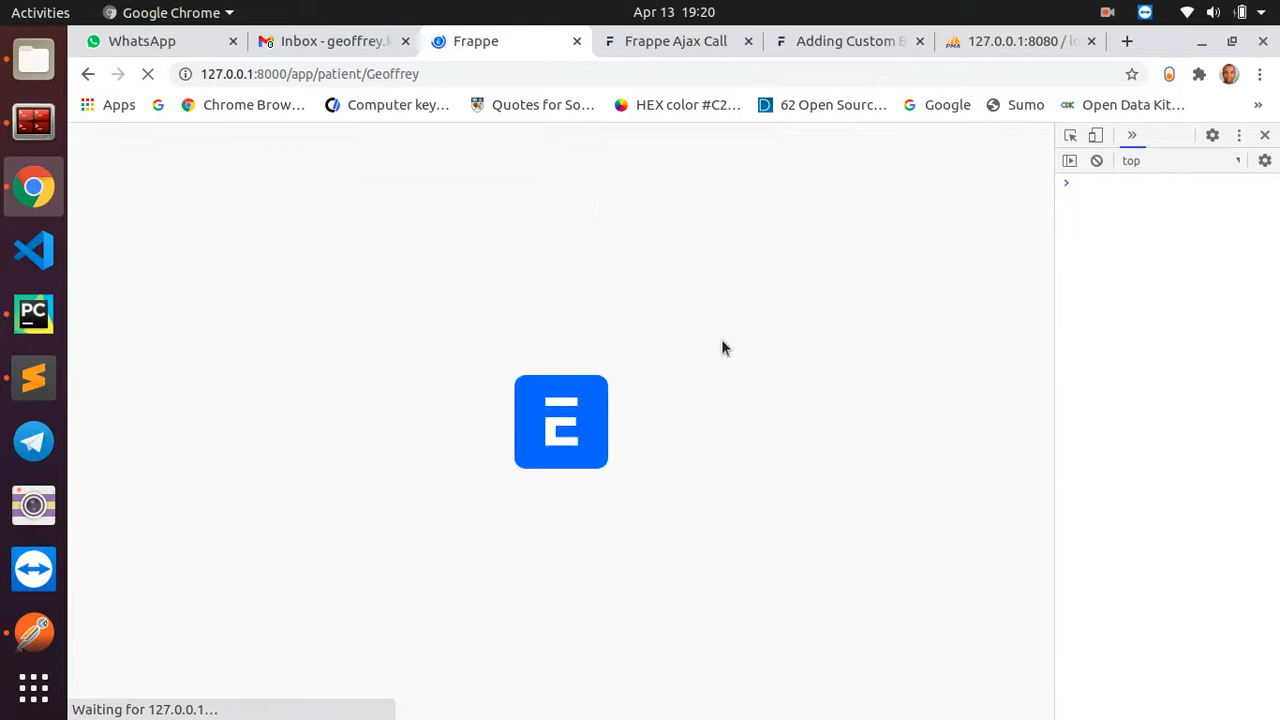 Activities
Google Chrome
Apr 13 19:20
WhatsApp
Inbox - geoffrey.k
Frappe
Frappe Ajax Call
Adding Custom B
127.0.0.1:8080 / lo
127.0.0.1:8000/app/patient/Geoffrey
Apps
Chrome Brow...
Computer key...
Quotes for So...
HEX color #C2...
62 Open Sourc...
Google
Sumo
Open Data Kit...
»
»
top
>
E
PC
Waiting for 127.0.0.1...